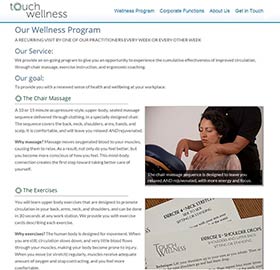 touch
wellness
Wellness Program Corporate Functions About Us Get in Touch
Our Wellness Program
A RECURRING VISIT BY ONE OF OUR PRACTITIONERS EVERY WEEK OR EVERY OTHER WEEK
Our Service:
We provide an on-going program to give you an opportunity to experience the cumulative effectiveness of improved circulation,
through chair massage, exercise instruction, and ergonomic coaching.
Our goal:
To provide you with a renewed sense of health and wellbeing at your workplace.
The Chair Massage
A 10 or 15 minute acupressure-style, upper-body, seated massage
sequence delivered through clothing, in a specially designed chair.
The sequence covers the back, neck, shoulders, arms, hands, and
scalp. It is comfortable, and will leave you relaxed AND rejuvenated.
Why massage? Massage moves oxygenated blood to your muscles,
causing them to relax. As a result, not only do you feel better, but
you become more conscious of how you feel. This mind-body
connection creates the first step toward taking better care of
yourself.
The chair massage sequence is designed to leave you
relaxed AND rejuvenated, with more energy and focus.
The Exercises
You will learn upper body exercises that are designed to promote
circulation in your back, arms, neck, and shoulders, and can be done
in 30 seconds at any work station. We provide you with exercise
cards describing each exercise.
Why exercises? The human body is designed for movement. When
you are still, circulation slows down, and very little blood flows
through your muscles, making your body become prone to injury.
When you move (or stretch) regularly, muscles receive adequate
amount of oxygen and stop contracting, and you feel more
comfortable.
EXERCISE
EXERCISE 6 - SHOULDER DROPS
TOUCH
WELLNESS